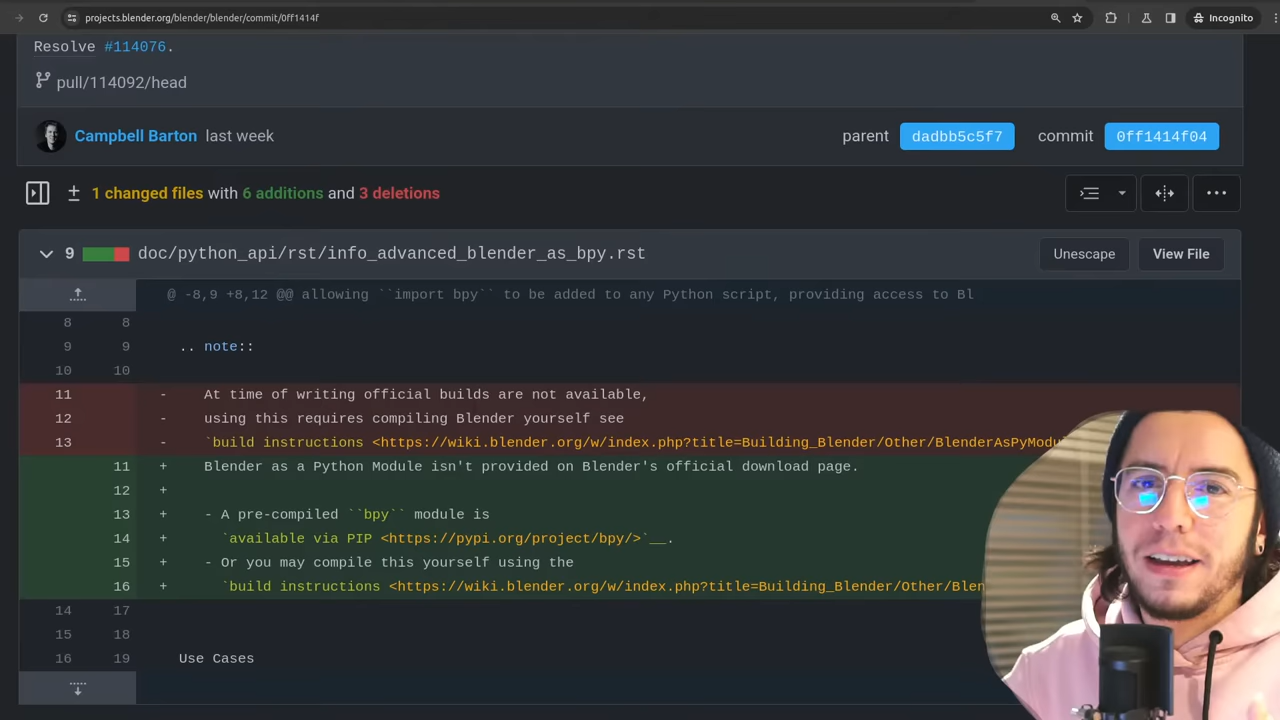 projects.blender.org/blender/blender/commit/0ff1414f
Incognito
Resolve #114076.
pull/114092/head
Campbell Barton last week
parent dadbb5c5f7 commit 0ff1414f04
1 changed files with 6 additions and 3 deletions
9 doc/python_api/rst/info_advanced_blender_as_bpy.rst
Unescape
View File
@ -8,9 +8,12 @@ allowing ``import bpy`` to be added to any Python script, providing access to Bl
8 8
9 9 .. note::
10 10
11 - At time of writing official builds are not available,
12 - using this requires compiling Blender yourself see
13 - `build instructions <https://wiki.blender.org/w/index.php?title=Building_Blender/Other/BlenderAsPyModu
11 + Blender as a Python Module isn't provided on Blender's official download page.
12 +
13 + - A pre-compiled ``bpy`` module is
14 + `available via PIP <https://pypi.org/project/bpy/>`__.
15 + - Or you may compile this yourself using the
16 + `build instructions <https://wiki.blender.org/w/index.php?title=Building_Blender/Other/Blen
14 17
15 18
16 19 Use Cases